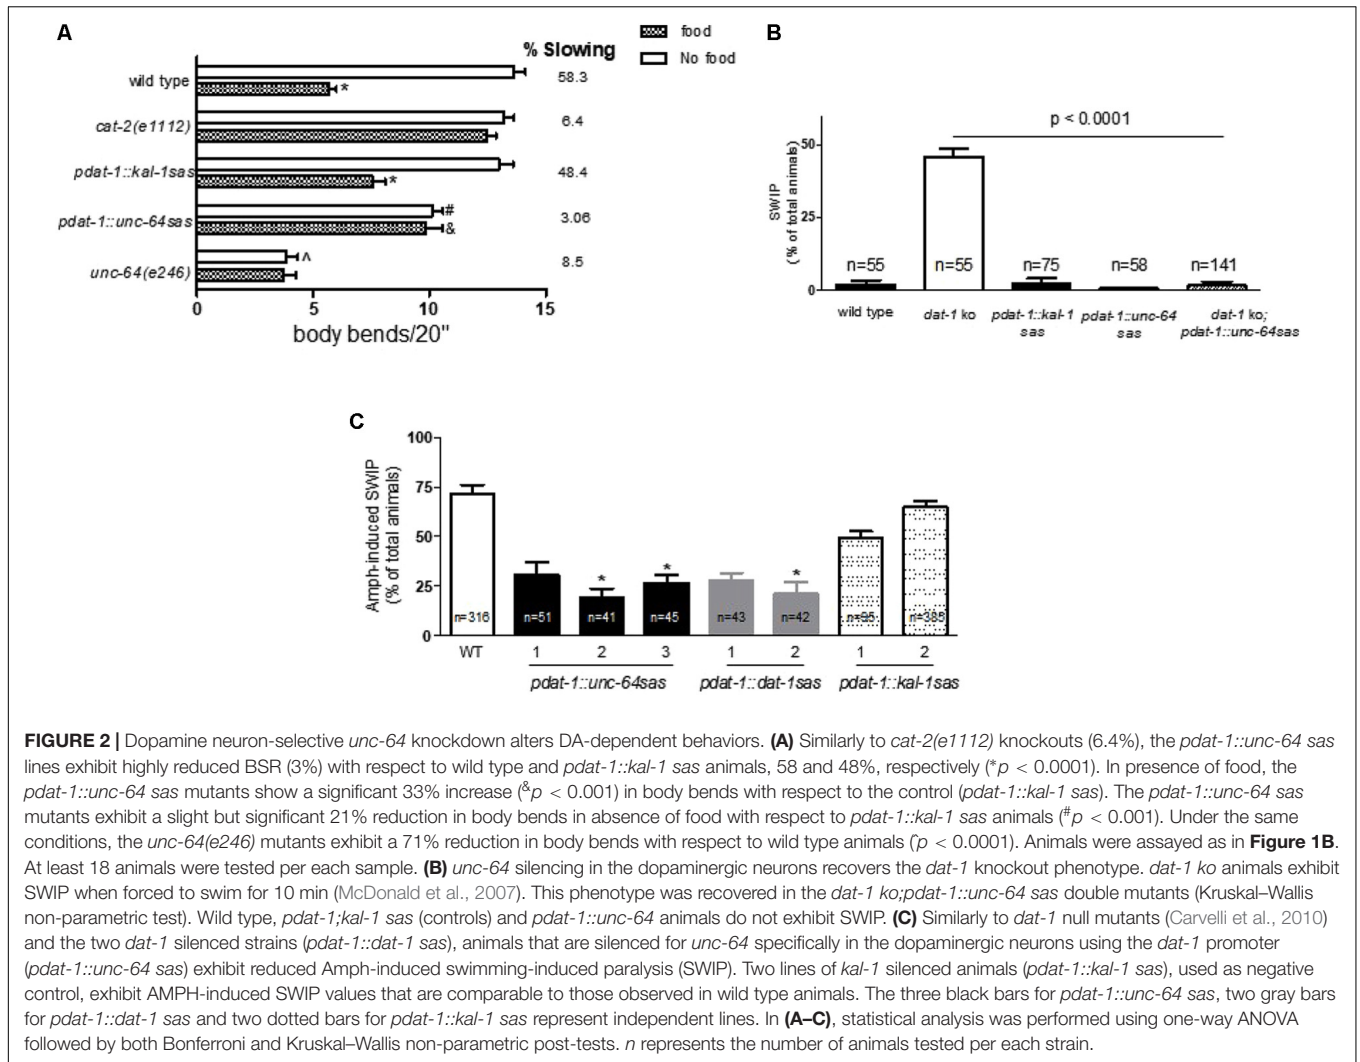 A
food
No food
% Slowing
wild type
58.3
*
cat-2(e1112)
6.4
pdat-1::kal-1sas
48.4
*
pdat-1::unc-64sas
3.06
#
&
unc-64(e246)
8.5
^
0 5 10 15
body bends/20"
B
p < 0.0001
SWIP
(% of total animals)
50
25
0
n=55 n=55 n=75 n=58 n=141
wild type dat-1 ko pdat-1::kal-1 sas pdat-1::unc-64 sas dat-1 ko; pdat-1::unc-64sas
C
Amph-induced SWIP
(% of total animals)
100
75
50
25
0
* * *
n=316 n=51 n=41 n=45 n=43 n=42 n=95 n=385
WT 1 2 3 1 2 1 2
pdat-1::unc-64sas pdat-1::dat-1sas pdat-1::kal-1sas
FIGURE 2 | Dopamine neuron-selective unc-64 knockdown alters DA-dependent behaviors. (A) Similarly to cat-2(e1112) knockouts (6.4%), the pdat-1::unc-64 sas
lines exhibit highly reduced BSR (3%) with respect to wild type and pdat-1::kal-1 sas animals, 58 and 48%, respectively (*p < 0.0001). In presence of food, the
pdat-1::unc-64 sas mutants show a significant 33% increase (&p < 0.001) in body bends with respect to the control (pdat-1::kal-1 sas). The pdat-1::unc-64 sas
mutants exhibit a slight but significant 21% reduction in body bends in absence of food with respect to pdat-1::kal-1 sas animals (#p < 0.001). Under the same
conditions, the unc-64(e246) mutants exhibit a 71% reduction in body bends with respect to wild type animals (^p < 0.0001). Animals were assayed as in Figure 1B.
At least 18 animals were tested per each sample. (B) unc-64 silencing in the dopaminergic neurons recovers the dat-1 knockout phenotype. dat-1 ko animals exhibit
SWIP when forced to swim for 10 min (McDonald et al., 2007). This phenotype was recovered in the dat-1 ko;pdat-1::unc-64 sas double mutants (Kruskal–Wallis
non-parametric test). Wild type, pdat-1;kal-1 sas (controls) and pdat-1::unc-64 animals do not exhibit SWIP. (C) Similarly to dat-1 null mutants (Carvelli et al., 2010)
and the two dat-1 silenced strains (pdat-1::dat-1 sas), animals that are silenced for unc-64 specifically in the dopaminergic neurons using the dat-1 promoter
(pdat-1::unc-64 sas) exhibit reduced Amph-induced swimming-induced paralysis (SWIP). Two lines of kal-1 silenced animals (pdat-1::kal-1 sas), used as negative
control, exhibit AMPH-induced SWIP values that are comparable to those observed in wild type animals. The three black bars for pdat-1::unc-64 sas, two gray bars
for pdat-1::dat-1 sas and two dotted bars for pdat-1::kal-1 sas represent independent lines. In (A–C), statistical analysis was performed using one-way ANOVA
followed by both Bonferroni and Kruskal–Wallis non-parametric post-tests. n represents the number of animals tested per each strain.